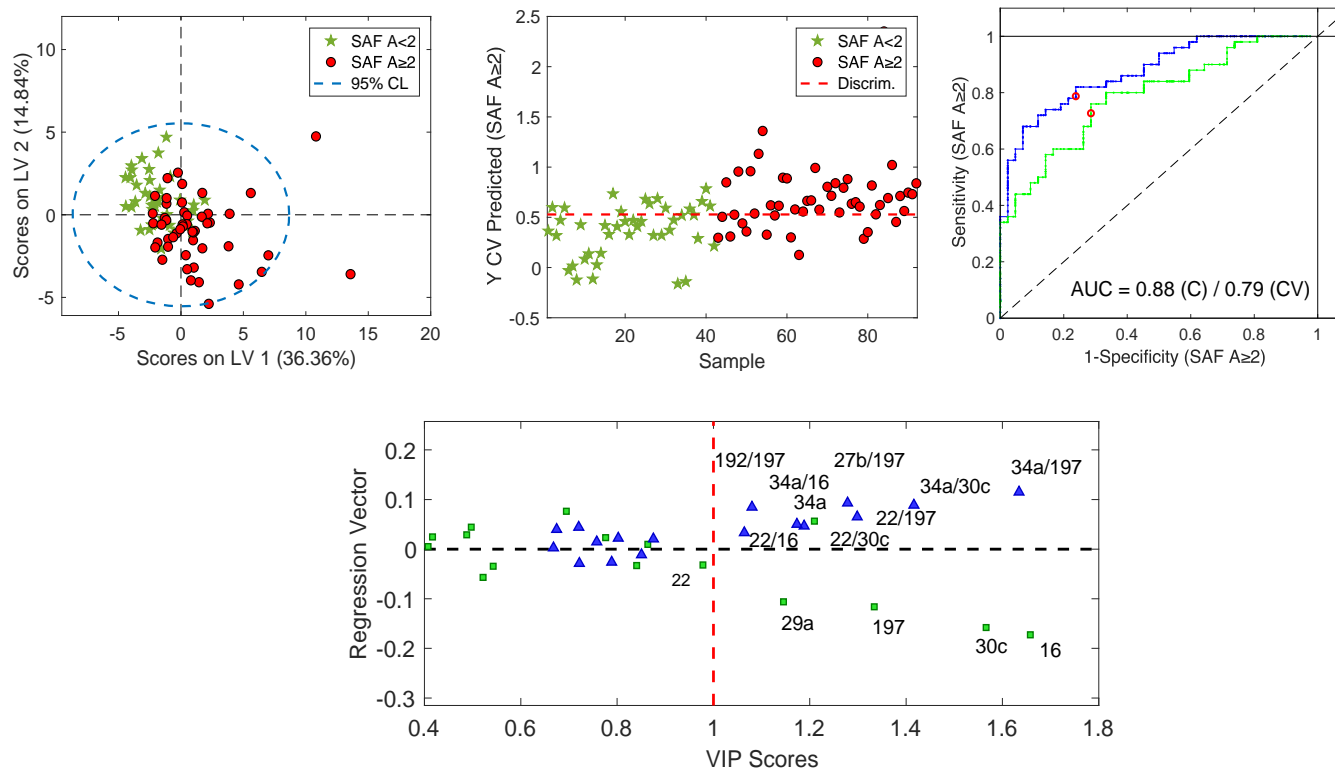 10
5
0
-5
-5
0
5
10
15
20
Scores on LV 1 (36.36%)
Scores on LV 2 (14.84%)
SAF A<2
SAF A≥2
95% CL
2.5
2
1.5
1
0.5
0
-0.5
20
40
60
80
Sample
Y CV Predicted (SAF A≥2)
SAF A<2
SAF A≥2
Discrim.
1
0.8
0.6
0.4
0.2
0
0
0.2
0.4
0.6
0.8
1
1-Specificity (SAF A≥2)
Sensitivity (SAF A≥2)
AUC = 0.88 (C) / 0.79 (CV)
0.2
0.1
0
-0.1
-0.2
-0.3
0.4
0.6
0.8
1
1.2
1.4
1.6
1.8
VIP Scores
Regression Vector
192/197
27b/197
34a/197
34a/16
34a/30c
34a
22/197
22/16
22/30c
22
29a
197
30c
16